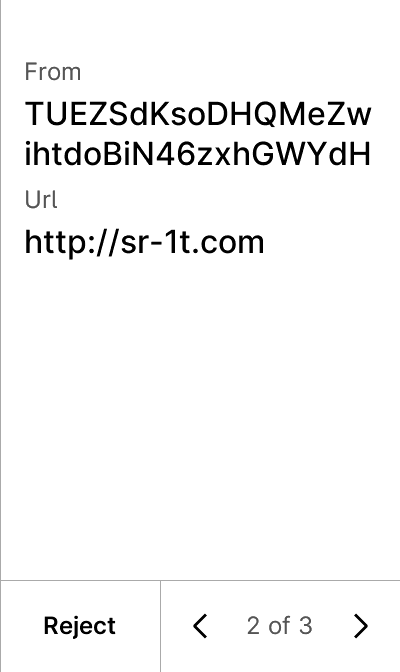 From
TUEZSdKsoDHQMeZw
ihtdoBiN46zxhGWYdH
Url
http://sr-1t.com
Reject
2 of 3